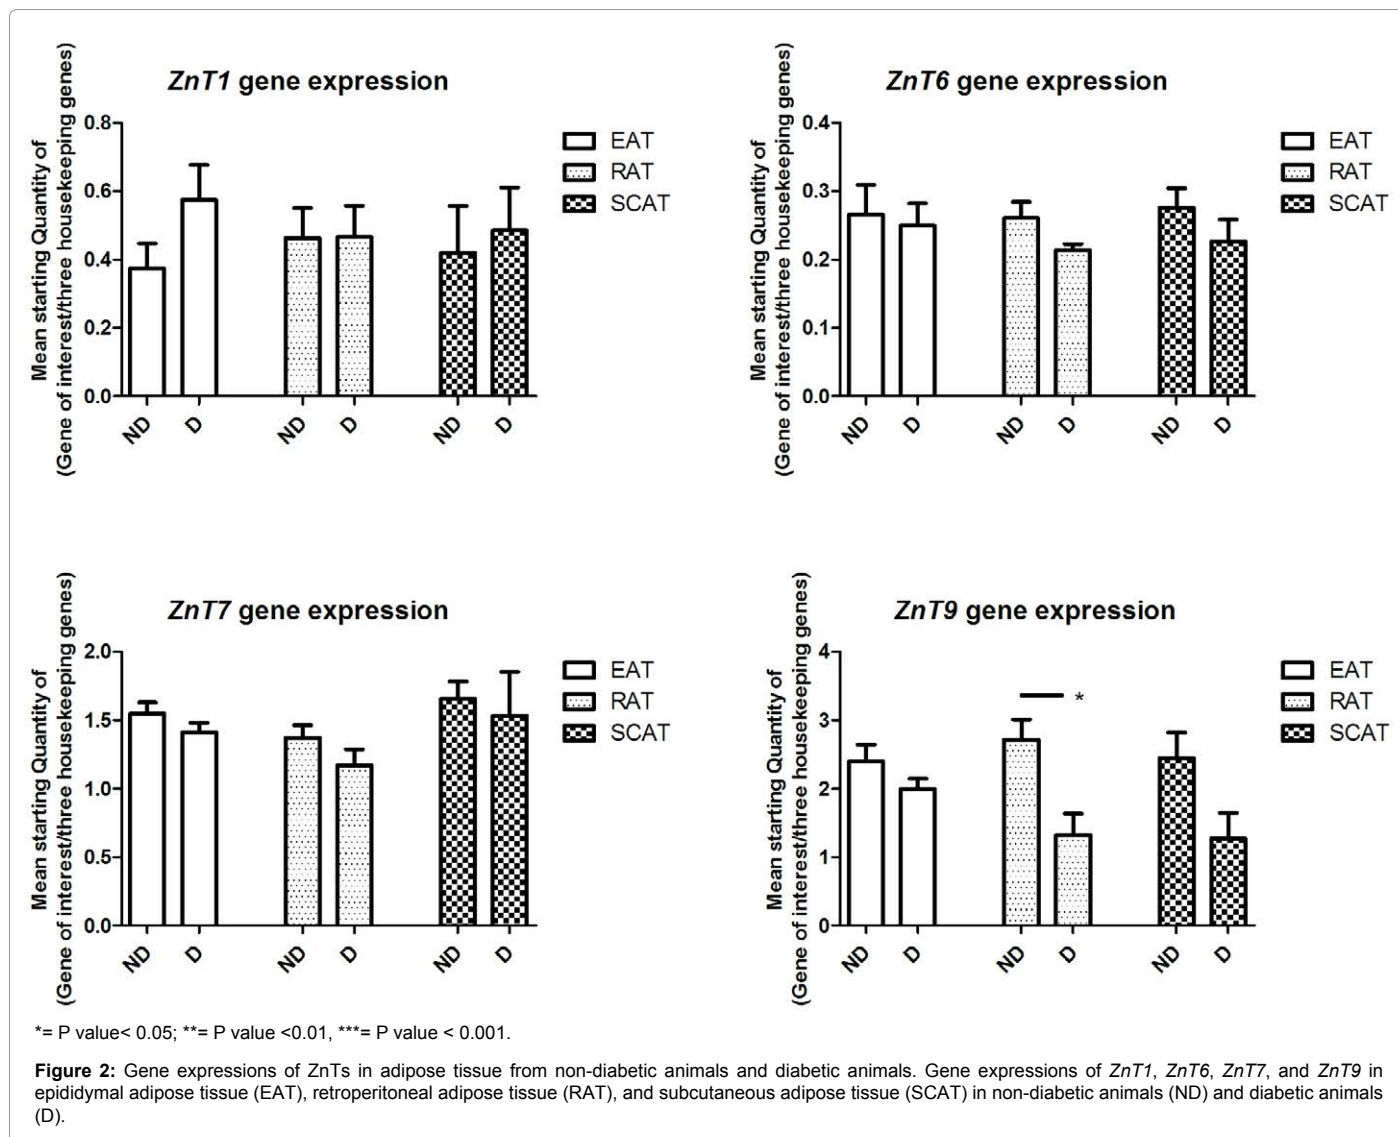 ZnT1 gene expression
Mean starting Quantity of
(Gene of interest/three housekeeping genes)
0.8
0.6
0.4
0.2
0.0
ND
D
ND
D
ND
D
EAT
RAT
SCAT
ZnT6 gene expression
Mean starting Quantity of
(Gene of interest/three housekeeping genes)
0.4
0.3
0.2
0.1
0.0
ND
D
ND
D
ND
D
EAT
RAT
SCAT
ZnT7 gene expression
Mean starting Quantity of
(Gene of interest/three housekeeping genes)
2.0
1.5
1.0
0.5
0.0
ND
D
ND
D
ND
D
EAT
RAT
SCAT
ZnT9 gene expression
Mean starting Quantity of
(Gene of interest/three housekeeping genes)
4
3
2
1
0
*
ND
D
ND
D
ND
D
EAT
RAT
SCAT
*= P value< 0.05; **= P value <0.01, ***= P value < 0.001.
Figure 2: Gene expressions of ZnTs in adipose tissue from non-diabetic animals and diabetic animals. Gene expressions of ZnT1, ZnT6, ZnT7, and ZnT9 in
epididymal adipose tissue (EAT), retroperitoneal adipose tissue (RAT), and subcutaneous adipose tissue (SCAT) in non-diabetic animals (ND) and diabetic animals
(D).